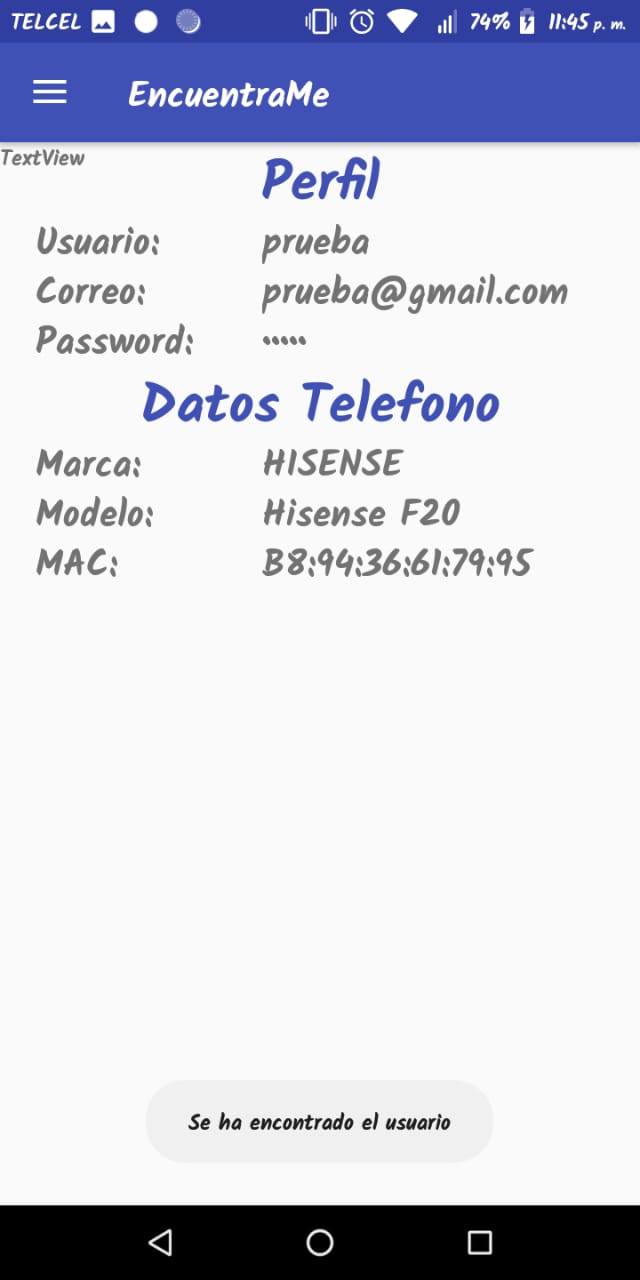 TELCEL 74% 11:45 p. m.
EncuentraMe
TextView
Perfil
Usuario: prueba
Correo: prueba@gmail.com
Password: •••••
Datos Telefono
Marca: HISENSE
Modelo: Hisense F20
MAC: B8:94:36:61:79:95
Se ha encontrado el usuario